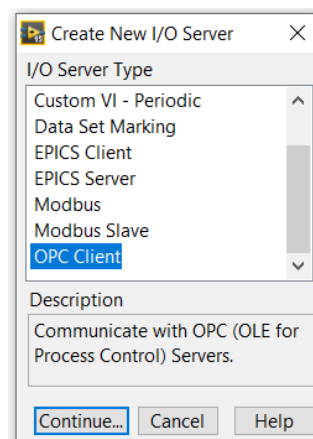 Create New I/O Server
I/O Server Type
Custom VI - Periodic
Data Set Marking
EPICS Client
EPICS Server
Modbus
Modbus Slave
OPC Client
Description
Communicate with OPC (OLE for
Process Control) Servers.
Continue... Cancel Help